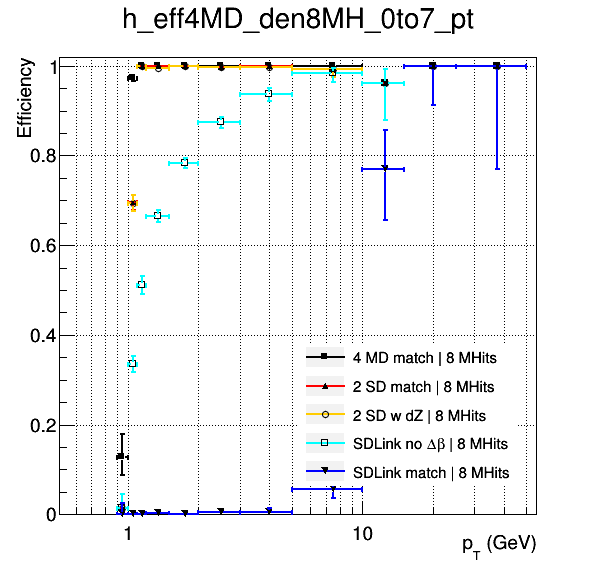 h_eff4MD_den8MH_0to7_pt
Efficiency
1
0.8
0.6
0.4
0.2
0
4 MD match | 8 MHits
2 SD match | 8 MHits
2 SD w dZ | 8 MHits
SDLink no Δβ | 8 MHits
SDLink match | 8 MHits
1 10
p_T (GeV)